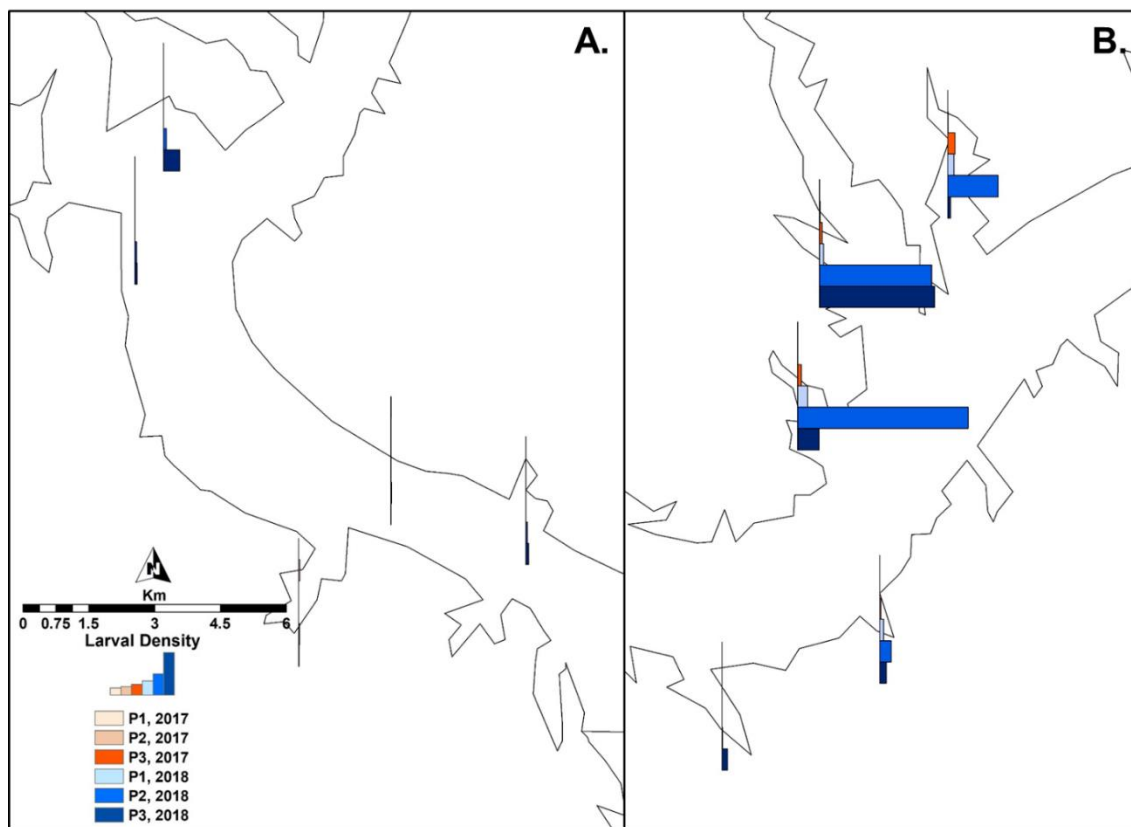 A.
B.
N
Km
0 0.75 1.5 3 4.5 6
Larval Density
P1, 2017
P2, 2017
P3, 2017
P1, 2018
P2, 2018
P3, 2018